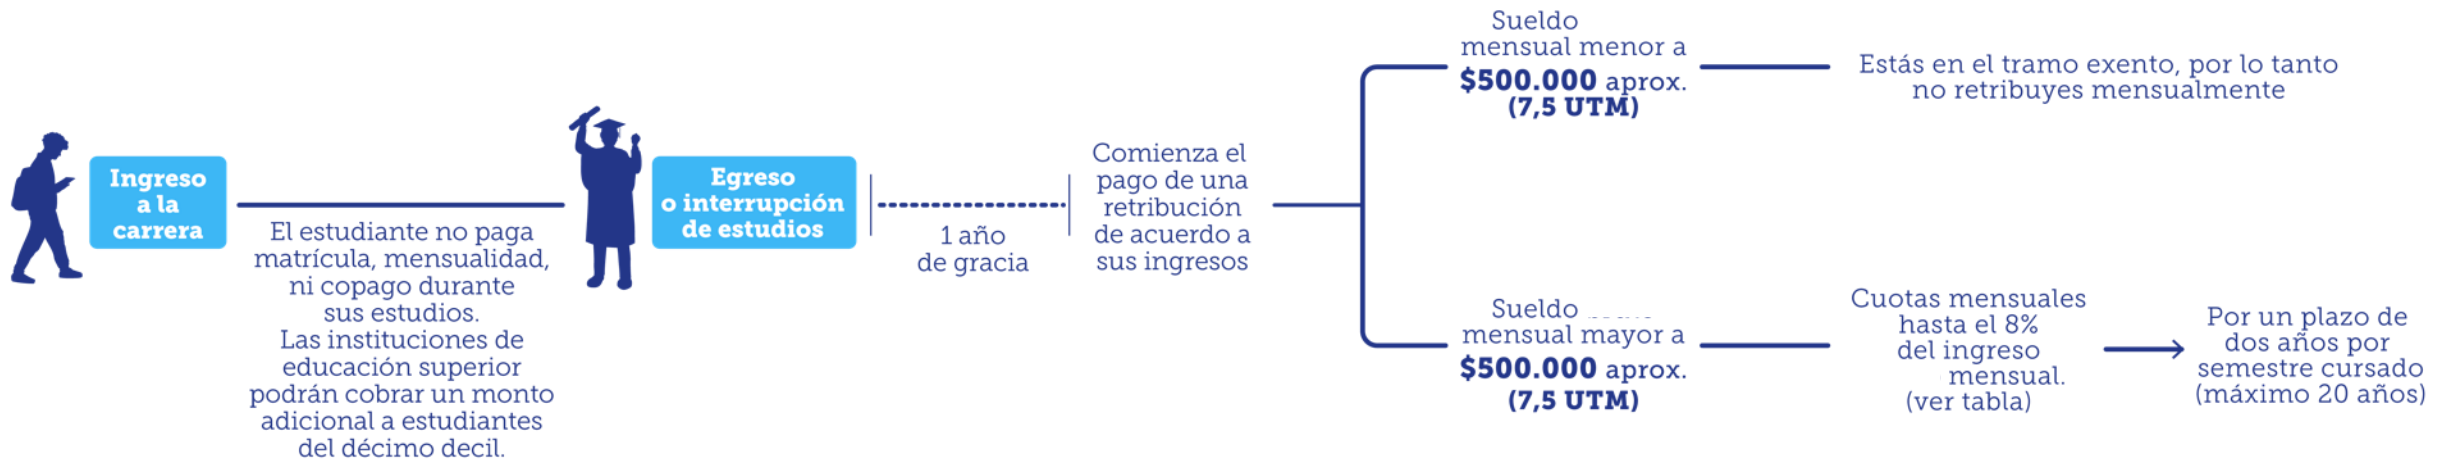 Ingreso
a la
carrera
El estudiante no paga
matrícula, mensualidad,
ni copago durante
sus estudios.
Las instituciones de
educación superior
podrán cobrar un monto
adicional a estudiantes
del décimo decil.
Egreso
o interrupción
de estudios
1 año
de gracia
Comienza el
pago de una
retribución
de acuerdo a
sus ingresos
Sueldo
mensual menor a
$500.000 aprox.
(7,5 UTM)
Estás en el tramo exento, por lo tanto
no retribuyes mensualmente
Sueldo
mensual mayor a
$500.000 aprox.
(7,5 UTM)
Cuotas mensuales
hasta el 8%
del ingreso
mensual.
(ver tabla)
Por un plazo de
dos años por
semestre cursado
(máximo 20 años)